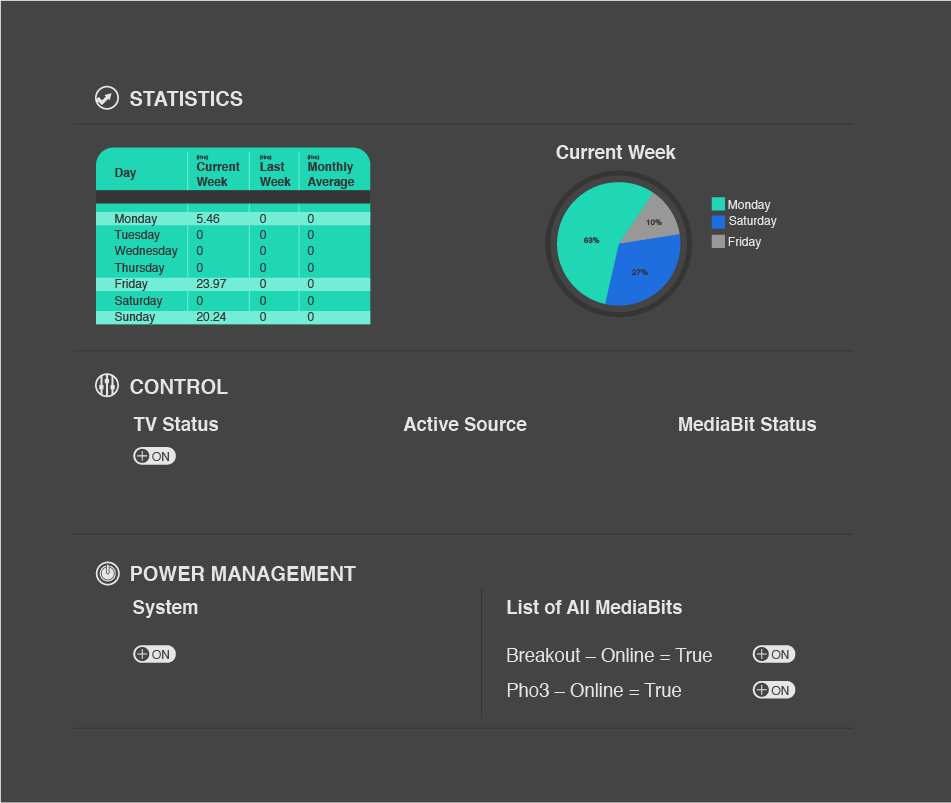 STATISTICS
Day
(Hrs) (Hrs) (Hrs)
Current Last Monthly
Week Week Average
Monday 5.46 0 0
Tuesday 0 0 0
Wednesday 0 0 0
Thursday 0 0 0
Friday 23.97 0 0
Saturday 0 0 0
Sunday 20.24 0 0
Current Week
63%
10%
27%
Monday
Saturday
Friday
CONTROL
TV Status Active Source MediaBit Status
ON
POWER MANAGEMENT
System
ON
List of All MediaBits
Breakout – Online = True ON
Pho3 – Online = True ON